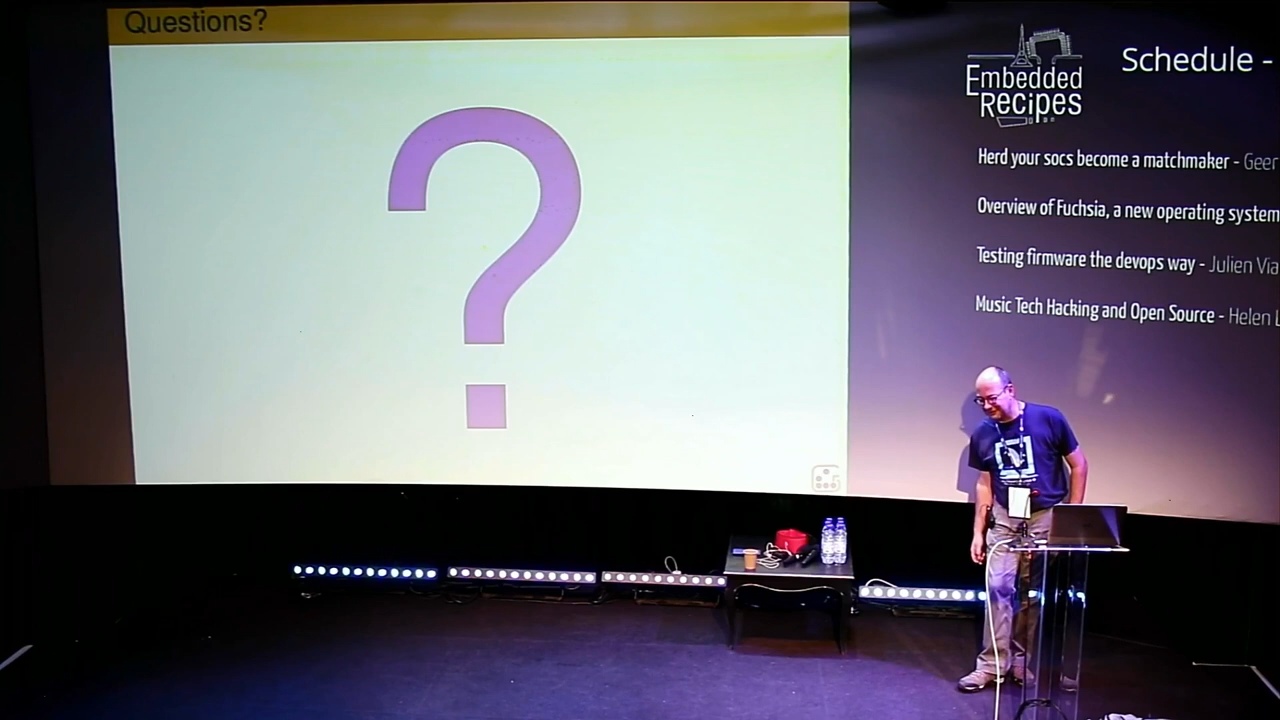 Questions?
?
Embedded
Recipes
Schedule -
Herd your socs become a matchmaker - Geer
Overview of Fuchsia, a new operating system
Testing firmware the devops way - Julien Via
Music Tech Hacking and Open Source - Helen L